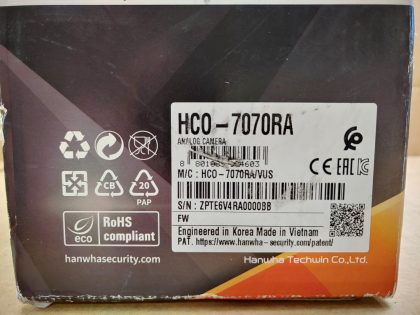 HCO-7070RA
ANALOG CAMERA
M/C : HCO-7070RA/VUS
S/N : ZPTE6V4RA0000BB
FW
Engineered in Korea Made in Vietnam
PAT. https://www.hanwha-security.com/patent/
Hanwha Techwin Co.,Ltd.
CE EAC
CB
20
PAP
eco
RoHS
compliant
hanwhasecurity.com